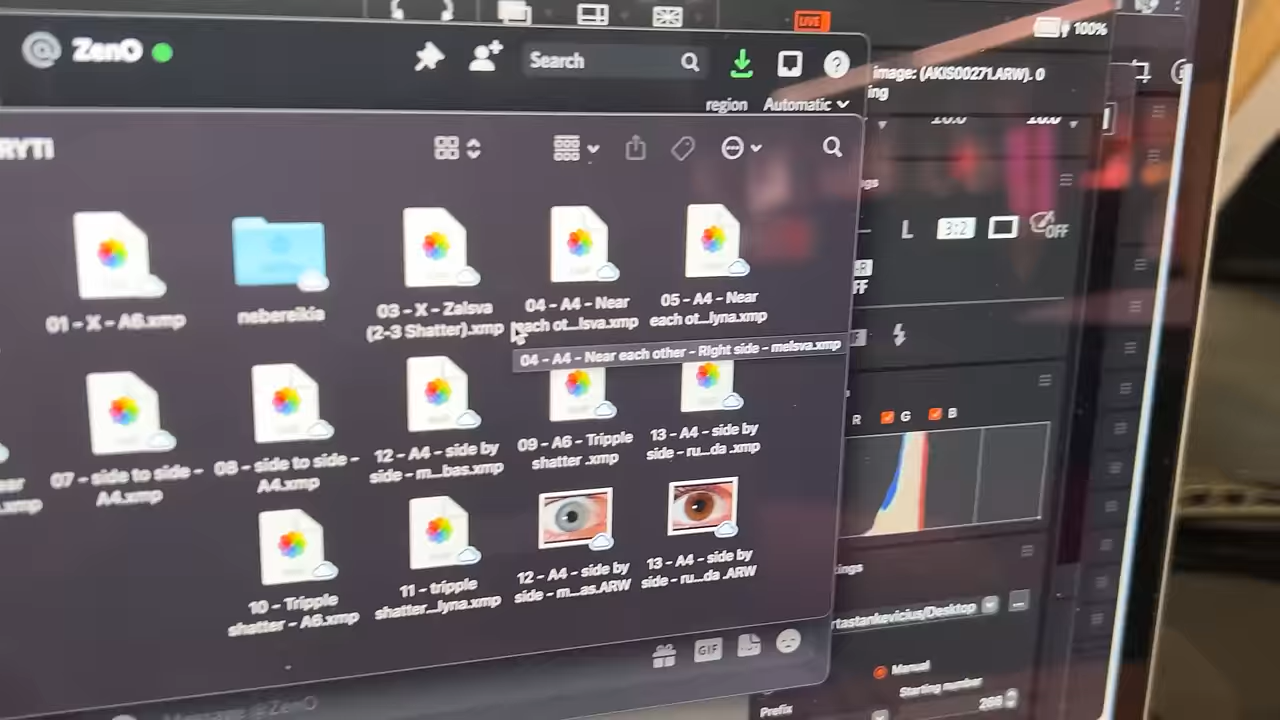 LIVE
100%
ZenO
Search
image: (AKIS00271.ARW). 0
ing
region Automatic
RYTI
01 - X - A6.xmp
nebereikia
03 - X - Zalsva
(2-3 Shatter).xmp
04 - A4 - Near
each ot...lsva.xmp
05 - A4 - Near
each ot...lyna.xmp
04 - A4 - Near each other - Right side - melsva.xmp
07 - side to side -
A4.xmp
08 - side to side -
A4.xmp
12 - A4 - side by
side - m...bas.xmp
09 - A6 - Tripple
shatter .xmp
13 - A4 - side by
side - ru...da .xmp
10 - Tripple
shatter - A6.xmp
11 - tripple
shatter...lyna.xmp
12 - A4 - side by
side - m...as.ARW
13 - A4 - side by
side - ru...da .ARW
L 3:2 OFF
FF
R G B
rtastankevicius/Desktop
Manual
Starting number
Prefix
GIF
Message @ZenO